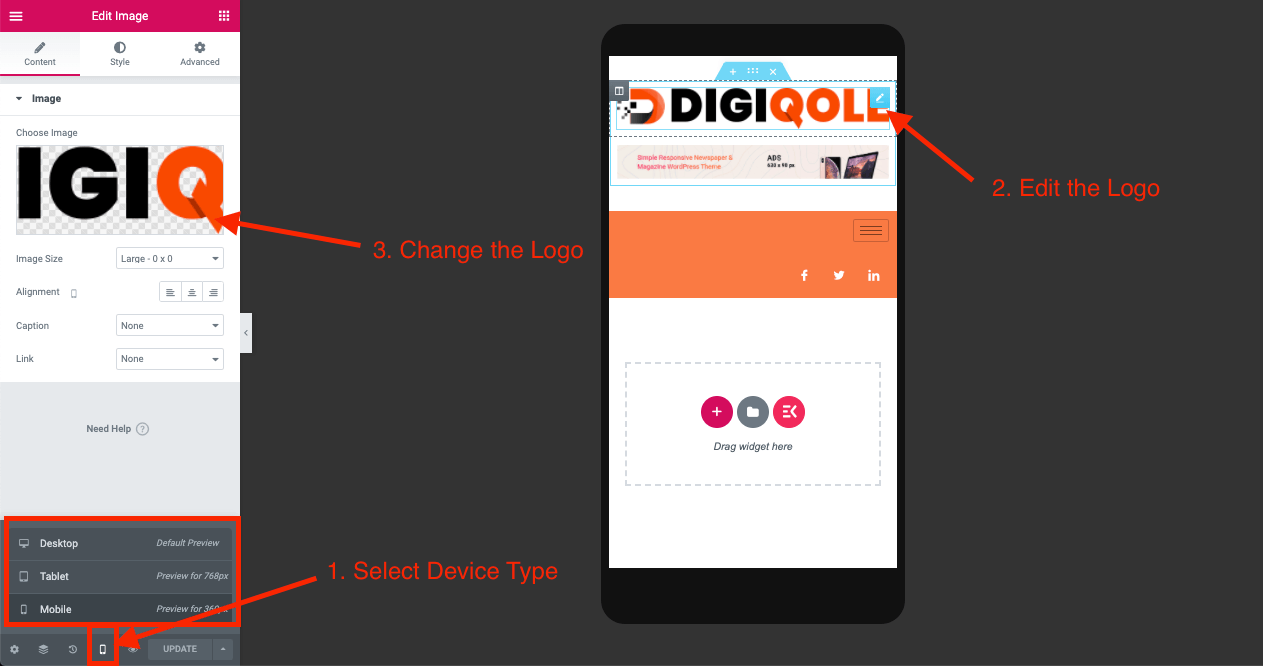 Edit Image
Content
Style
Advanced
Image
Choose Image
IGIQ
Image Size
Large - 0 x 0
Alignment
Caption
None
Link
None
Need Help ?
Desktop
Default Preview
Tablet
Preview for 768px
Mobile
Preview for 360px
UPDATE
1. Select Device Type
2. Edit the Logo
3. Change the Logo
DIGIQOLE
Simple Responsive Newspaper &
Magazine WordPress Theme
ADS
630 x 90 px
Drag widget here